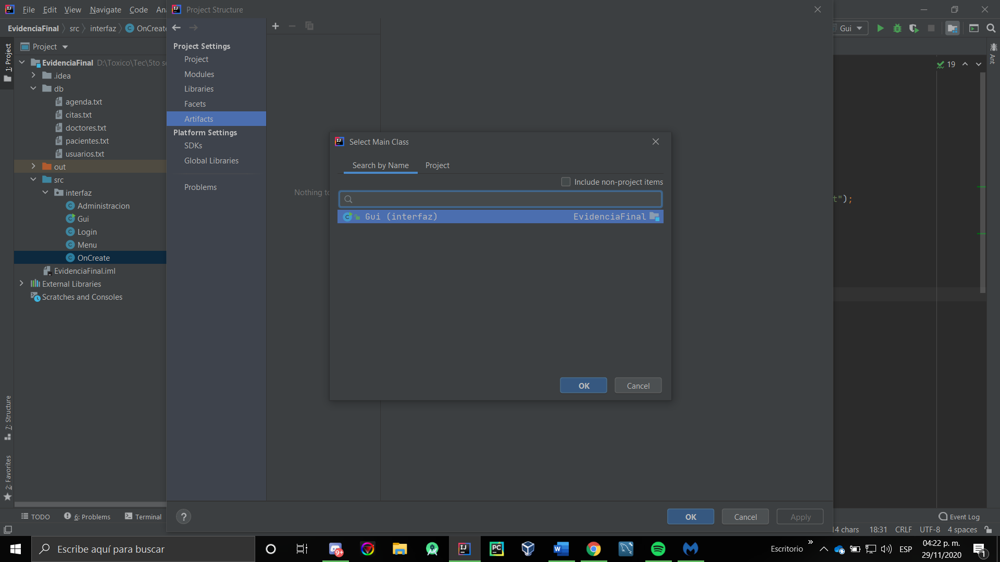 File Edit View Navigate Code
Project Structure
EvidenciaFinal src interfaz OnCreate
Gui
Project
1: Project
EvidenciaFinal D:\Toxico\Tec\5to
.idea
db
agenda.txt
citas.txt
doctores.txt
pacientes.txt
usuarios.txt
out
src
interfaz
Administracion
Gui
Login
Menu
OnCreate
EvidenciaFinal.iml
External Libraries
Scratches and Consoles
7: Structure
2: Favorites
Project Settings
Project
Modules
Libraries
Facets
Artifacts
Platform Settings
SDKs
Global Libraries
Problems
Nothing
Select Main Class
Search by Name Project
Include non-project items
Gui (interfaz) EvidenciaFinal
OK Cancel
19
Ant
t");
? OK Cancel Apply
TODO 6: Problems Terminal
Event Log
14 chars 18:31 CRLF UTF-8 4 spaces
Escribe aquí para buscar
9+
Escritorio
ESP
04:22 p. m.
29/11/2020
1